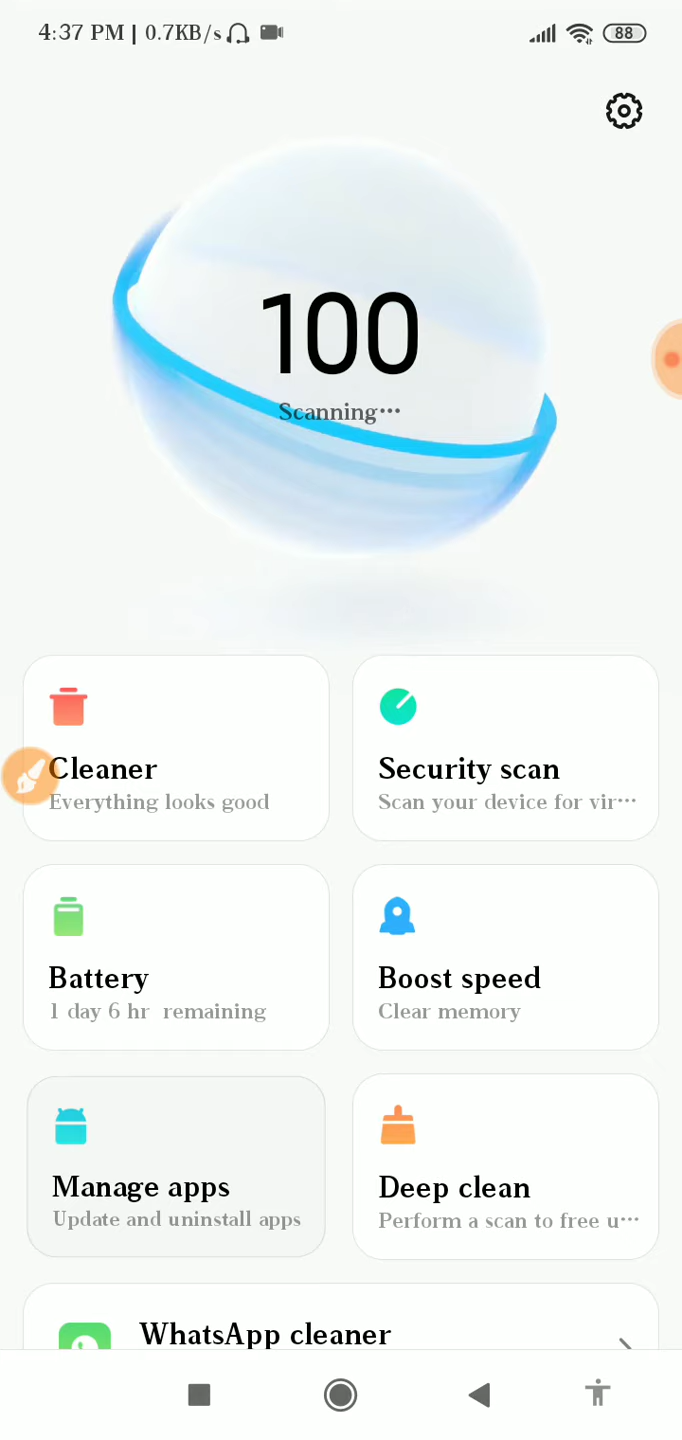 4:37 PM | 0.7KB/s
88
100
Scanning···
Cleaner
Everything looks good
Security scan
Scan your device for vir···
Battery
1 day 6 hr  remaining
Boost speed
Clear memory
Manage apps
Update and uninstall apps
Deep clean
Perform a scan to free u···
WhatsApp cleaner